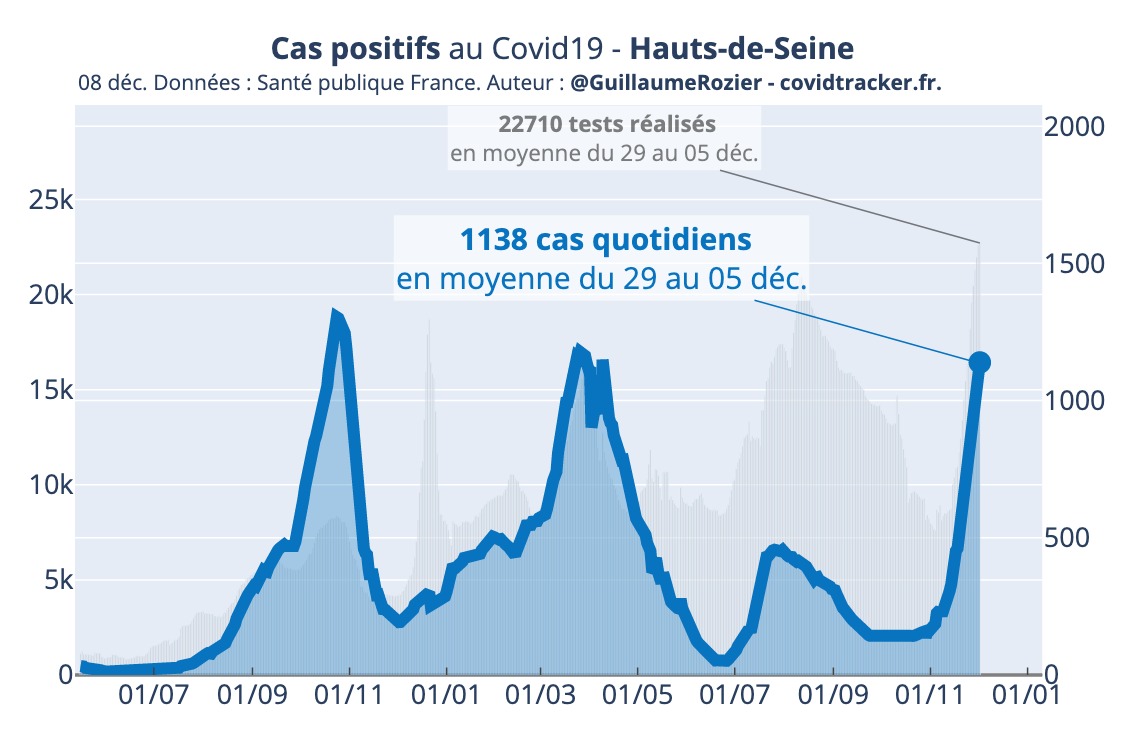 Cas positifs au Covid19 - Hauts-de-Seine
08 déc. Données : Santé publique France. Auteur : @GuillaumeRozier - covidtracker.fr.
22710 tests réalisés
en moyenne du 29 au 05 déc.
1138 cas quotidiens
en moyenne du 29 au 05 déc.
25k
20k
15k
10k
5k
0
2000
1500
1000
500
0
01/07 01/09 01/11 01/01 01/03 01/05 01/07 01/09 01/11 01/01